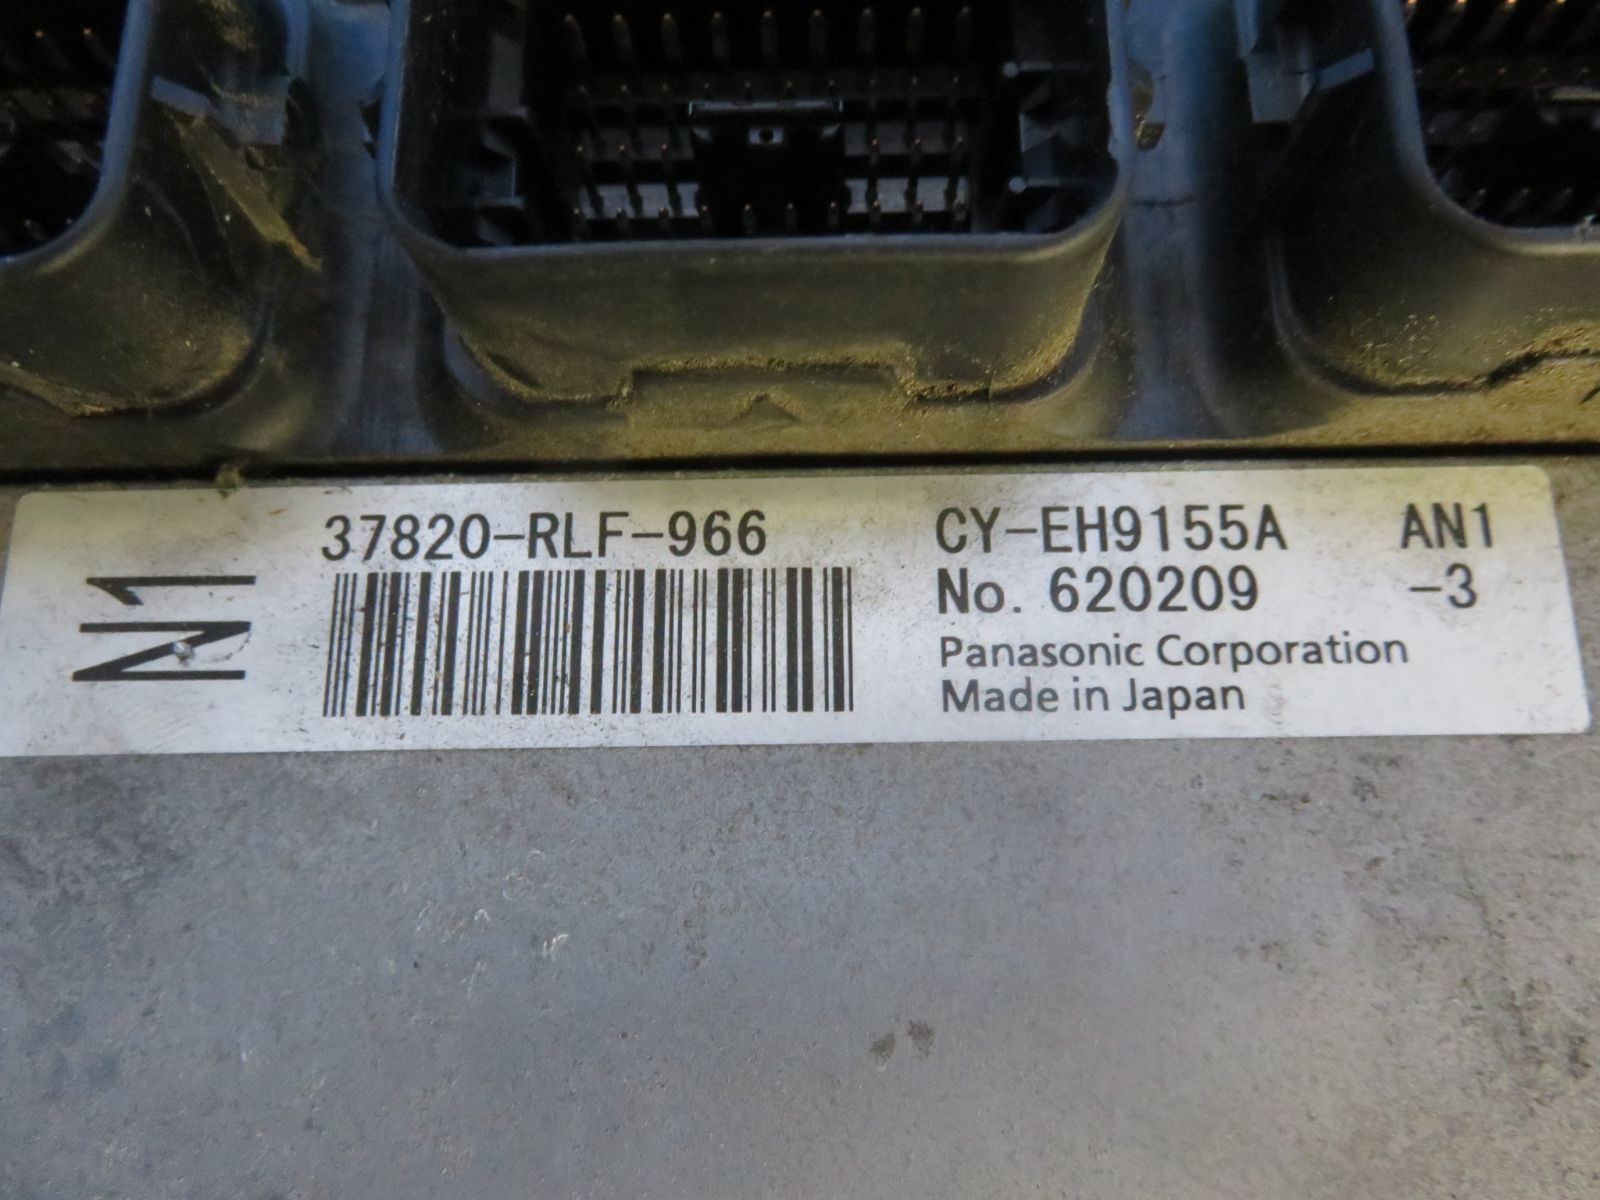 N1
37820-RLF-966
CY-EH9155A AN1
No. 620209 -3
Panasonic Corporation
Made in Japan